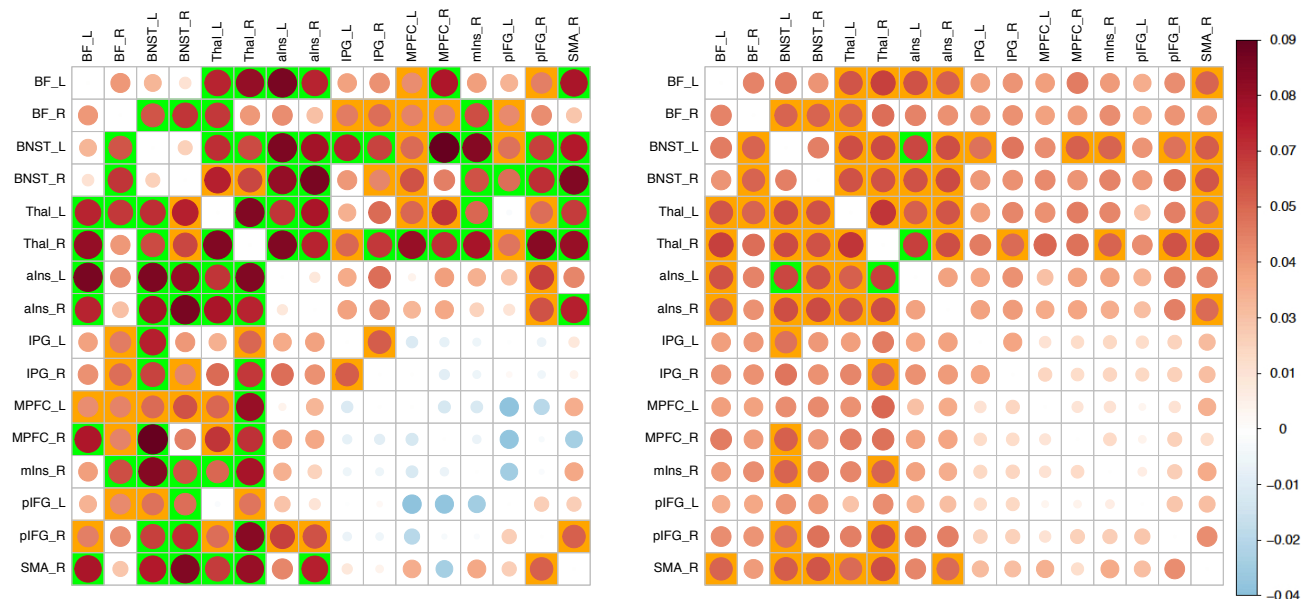 BF_L BF_R BNST_L BNST_R Thal_L Thal_R aIns_L aIns_R IPG_L IPG_R MPFC_L MPFC_R mIns_R pIFG_L pIFG_R SMA_R
BF_L
BF_R
BNST_L
BNST_R
Thal_L
Thal_R
aIns_L
aIns_R
IPG_L
IPG_R
MPFC_L
MPFC_R
mIns_R
pIFG_L
pIFG_R
SMA_R
BF_L BF_R BNST_L BNST_R Thal_L Thal_R aIns_L aIns_R IPG_L IPG_R MPFC_L MPFC_R mIns_R pIFG_L pIFG_R SMA_R
BF_L
BF_R
BNST_L
BNST_R
Thal_L
Thal_R
aIns_L
aIns_R
IPG_L
IPG_R
MPFC_L
MPFC_R
mIns_R
pIFG_L
pIFG_R
SMA_R
0.09
0.08
0.07
0.06
0.05
0.03
0.02
0.01
0
−0.01
−0.02
−0.04